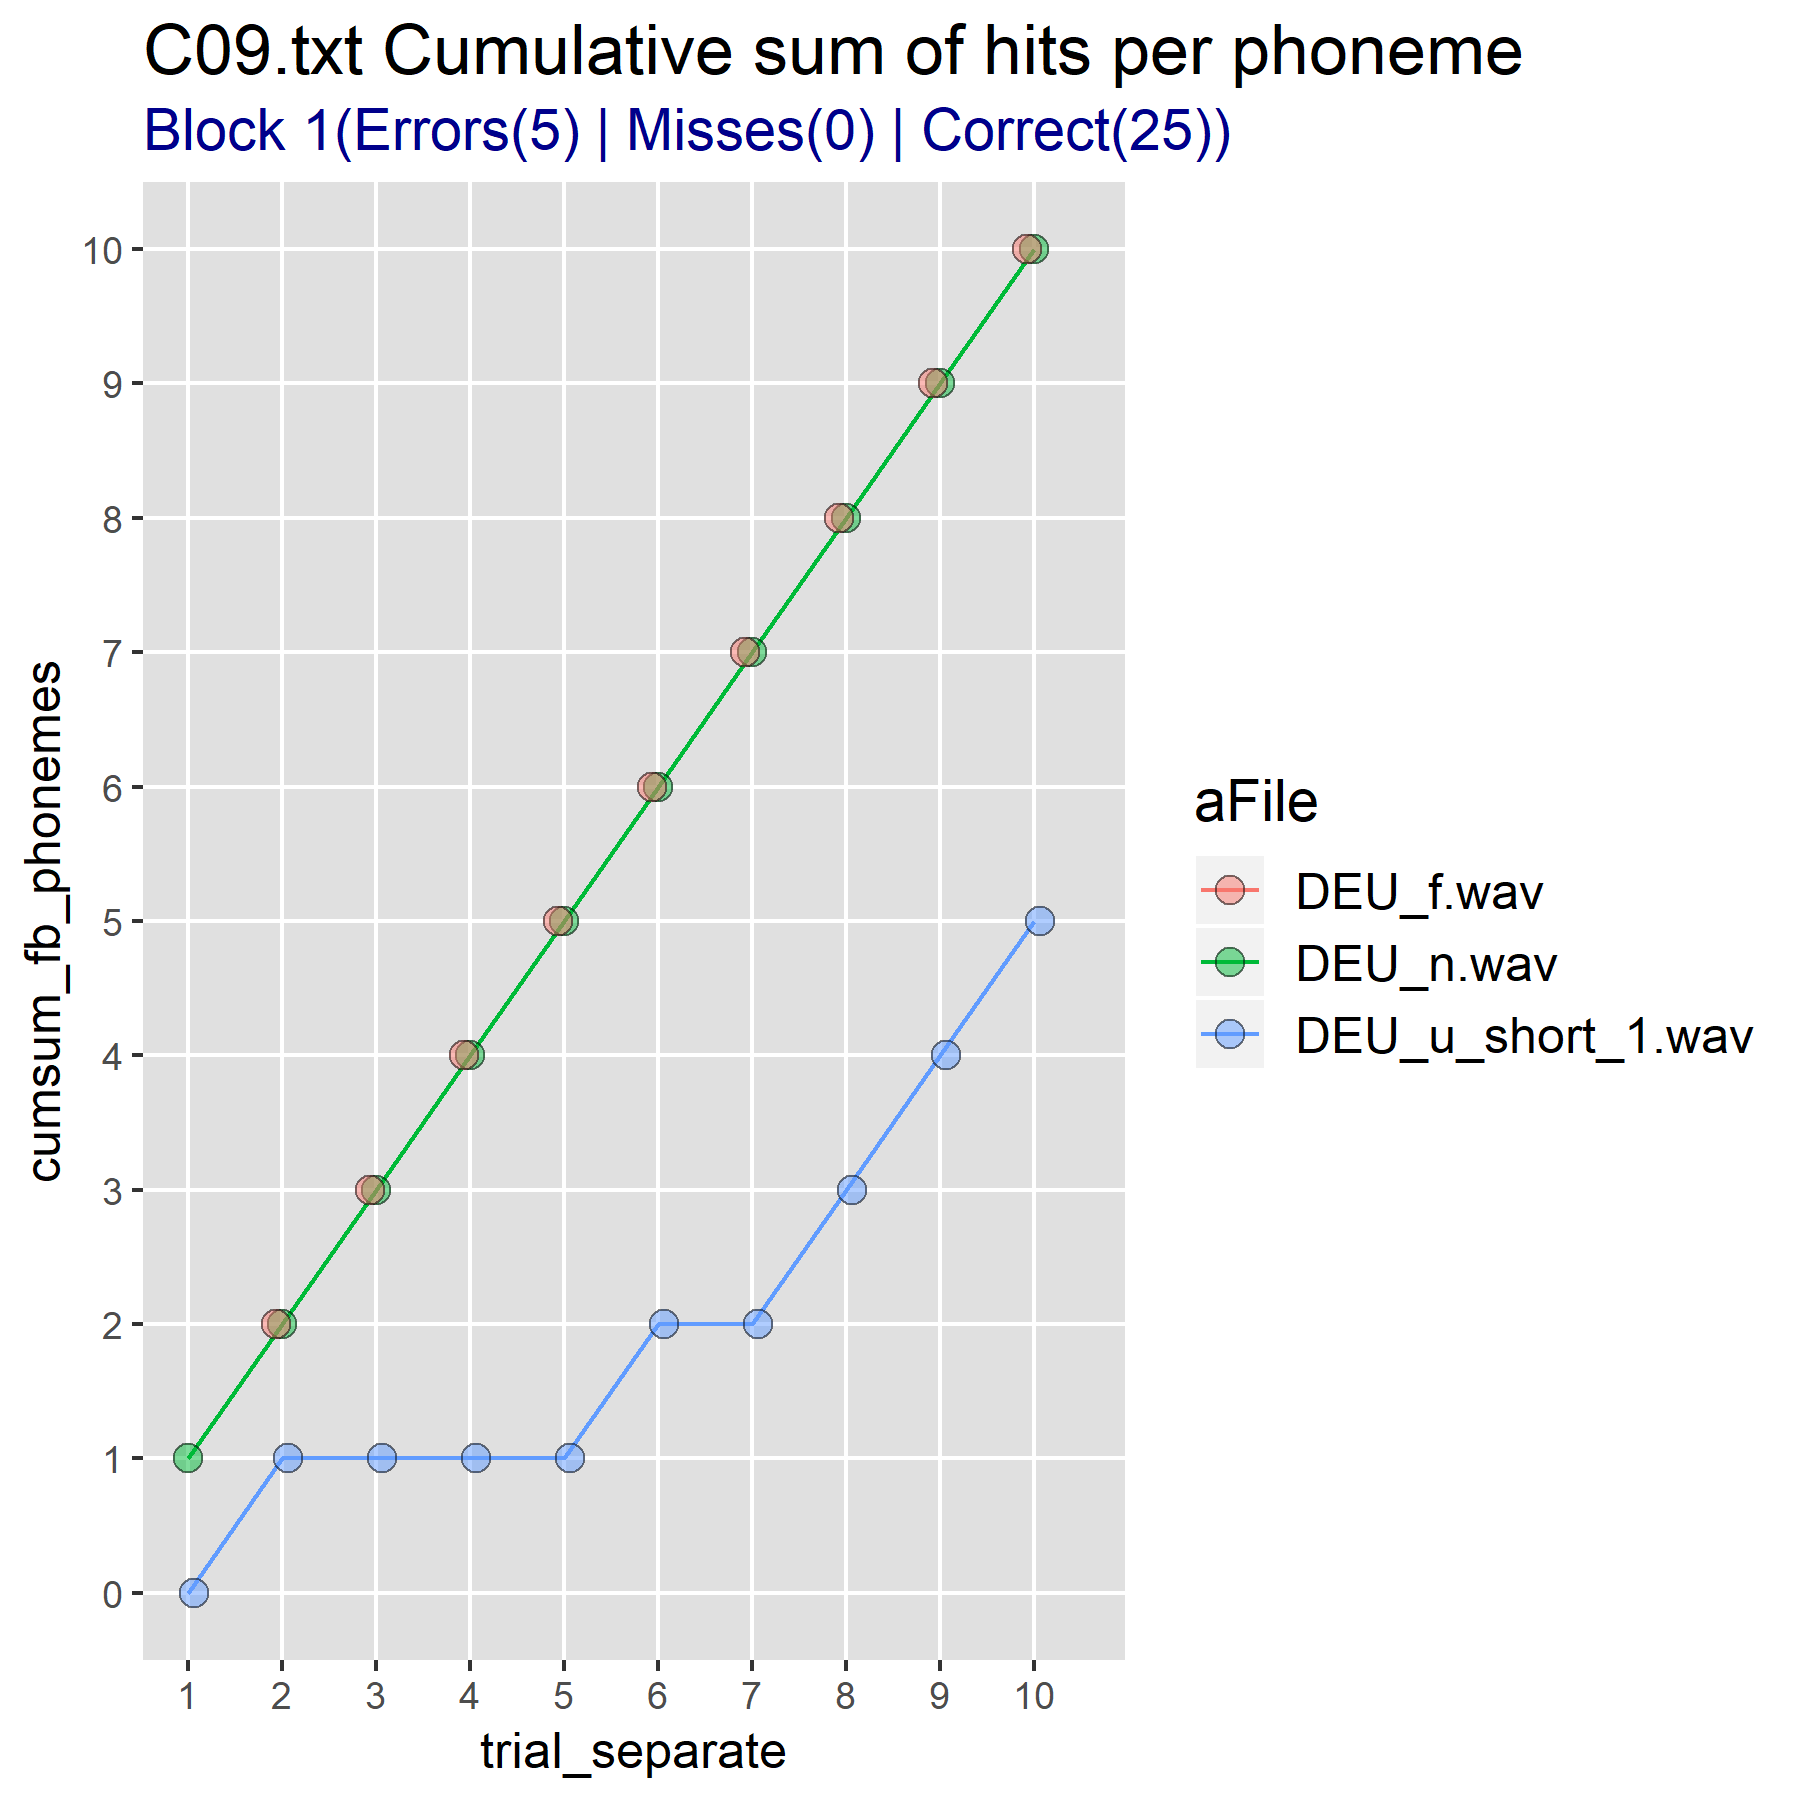 C09.txt Cumulative sum of hits per phoneme
Block 1(Errors(5) | Misses(0) | Correct(25))
cumsum_fb_phonemes
10
9
8
7
6
5
4
3
2
1
0
1 2 3 4 5 6 7 8 9 10
trial_separate
aFile
DEU_f.wav
DEU_n.wav
DEU_u_short_1.wav